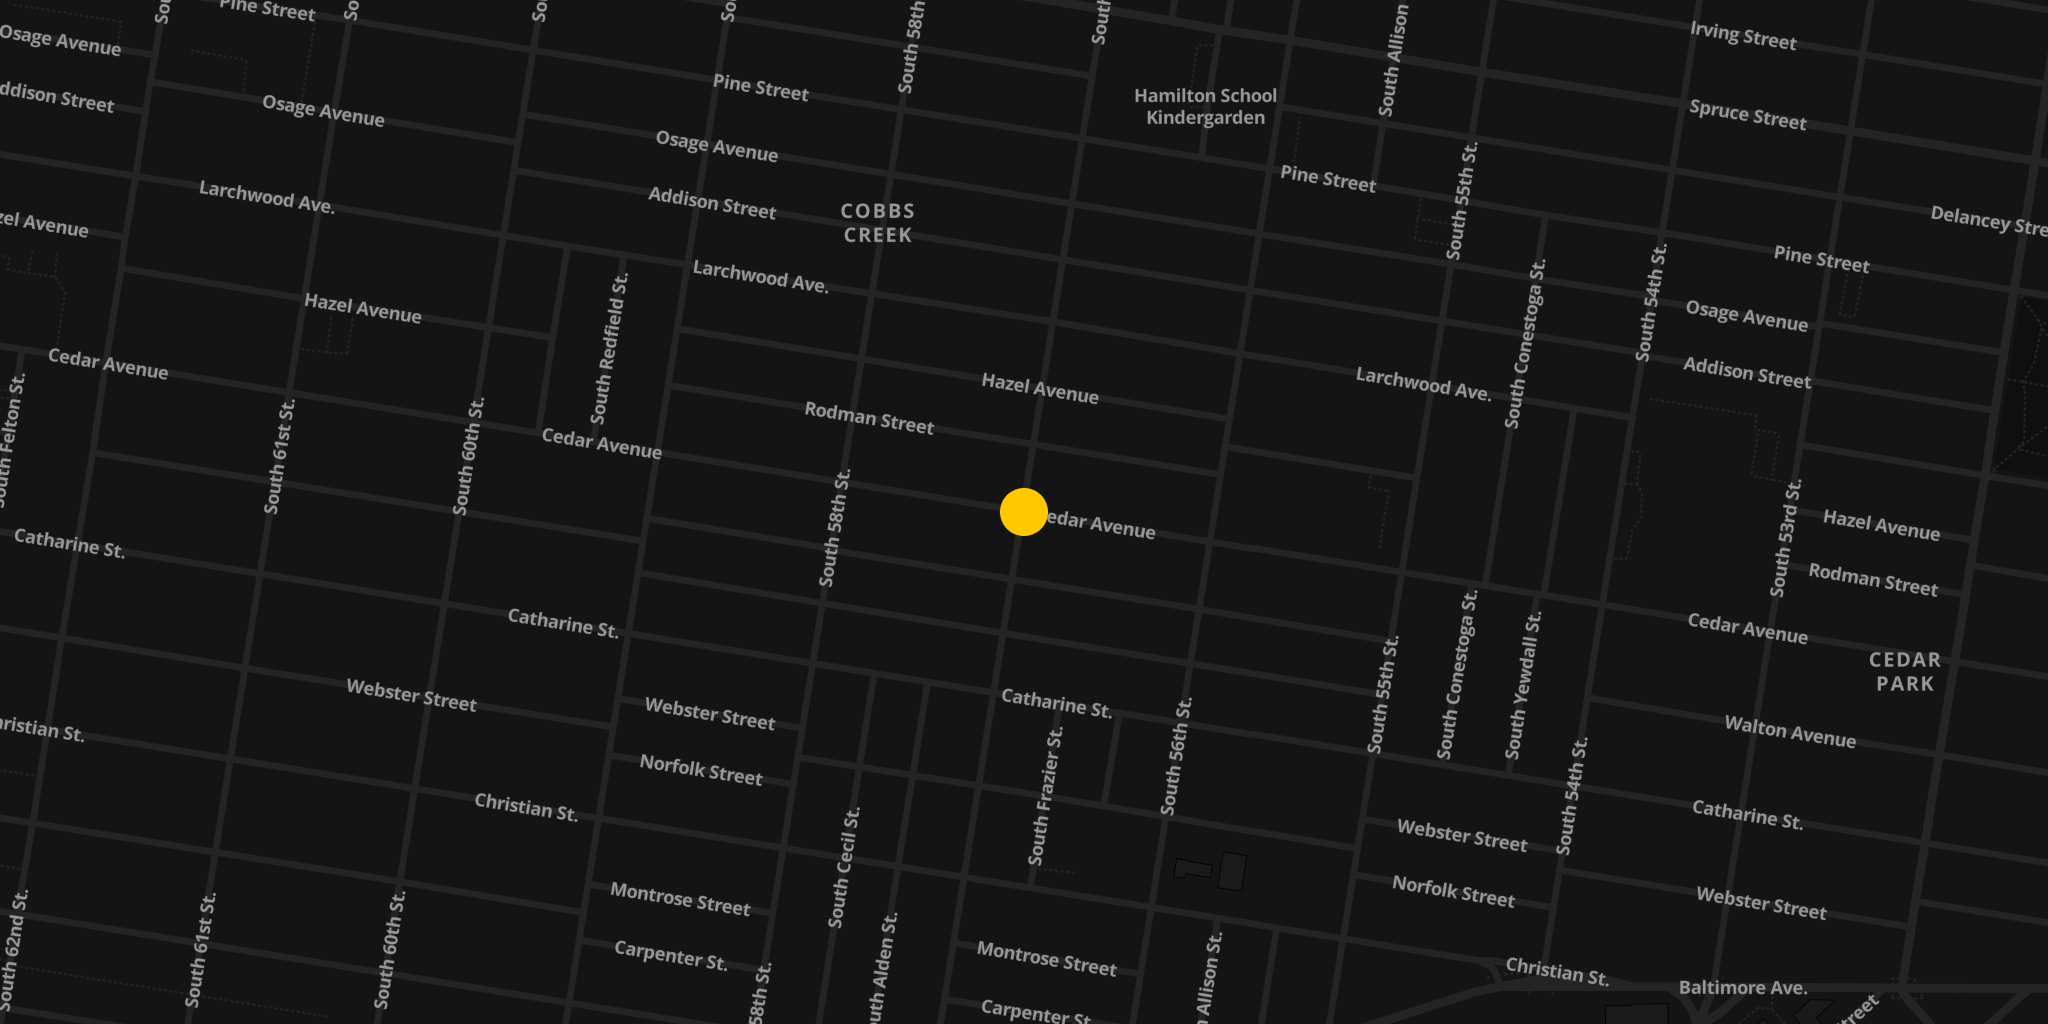 Pine Street
South 58th
South Allison
Irving Street
Osage Avenue
Pine Street
Hamilton School
Kindergarden
Spruce Street
Osage Avenue
Osage Avenue
South 55th St.
Pine Street
Larchwood Ave.
Addison Street
COBBS
CREEK
Delancey
Avenue
Pine Street
Larchwood Ave.
South Redfield St.
South Conestoga St.
South 54th St.
Osage Avenue
Hazel Avenue
Cedar Avenue
Hazel Avenue
Larchwood Ave.
Addison Street
Rodman Street
South Felton St.
South 61st St.
South 60th St.
Cedar Avenue
South 58th St.
Avenue
South 53rd St.
Hazel Avenue
Catharine St.
Rodman Street
Catharine St.
Cedar Avenue
CEDAR
PARK
South 55th St.
South Conestoga St.
South Yewdall St.
Webster Street
Webster Street
Catharine St.
South Frazier St.
South 56th St.
Walton Avenue
St.
Norfolk Street
South 54th St.
Christian St.
Catharine St.
Webster Street
South Cecil St.
Norfolk Street
Montrose Street
Webster Street
South 62nd St.
South 61st St.
South 60th St.
Carpenter St.
58th St.
Alden St.
Montrose Street
Allison St.
Christian St.
Baltimore Ave.
Carpenter